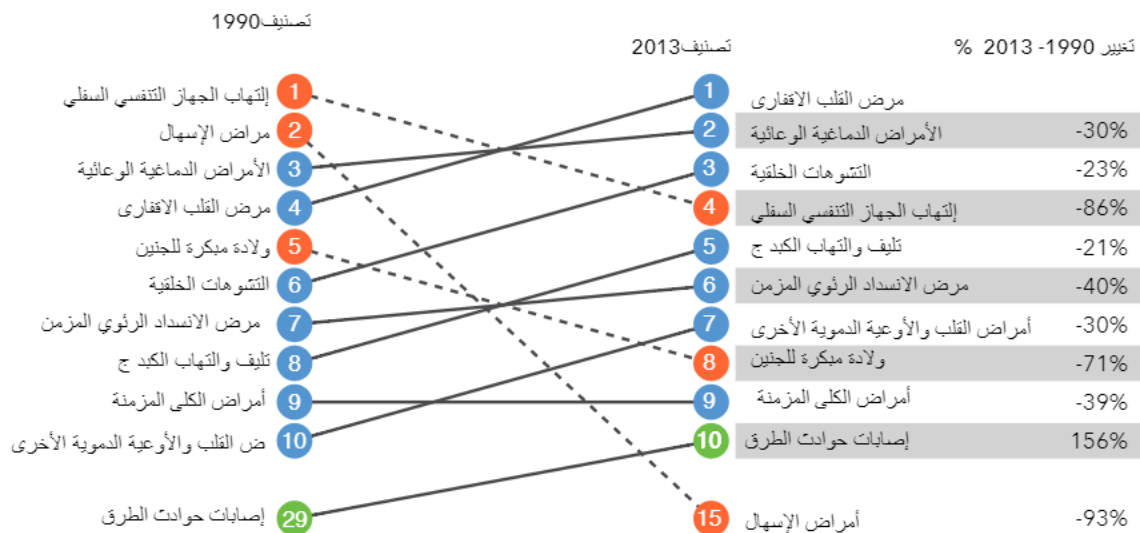 تصنيف1990
تصنيف2013
تغيير 1990- 2013 %
إلتهاب الجهاز التنفسي السفلي 1
مراض الإسهال 2
الأمراض الدماغية الوعائية 3
مرض القلب الاقفارى 4
ولادة مبكرة للجنين 5
التشوهات الخلقية 6
مرض الانسداد الرئوي المزمن 7
تليف والتهاب الكبد ج 8
أمراض الكلى المزمنة 9
ض القلب والأوعية الدموية الأخرى 10
إصابات حوادث الطرق 29
1 مرض القلب الاقفارى
2 الأمراض الدماغية الوعائية -30%
3 التشوهات الخلقية -23%
4 إلتهاب الجهاز التنفسي السفلي -86%
5 تليف والتهاب الكبد ج -21%
6 مرض الانسداد الرئوي المزمن -40%
7 أمراض القلب والأوعية الدموية الأخرى -30%
8 ولادة مبكرة للجنين -71%
9 أمراض الكلى المزمنة -39%
10 إصابات حوادث الطرق 156%
15 أمراض الإسهال -93%